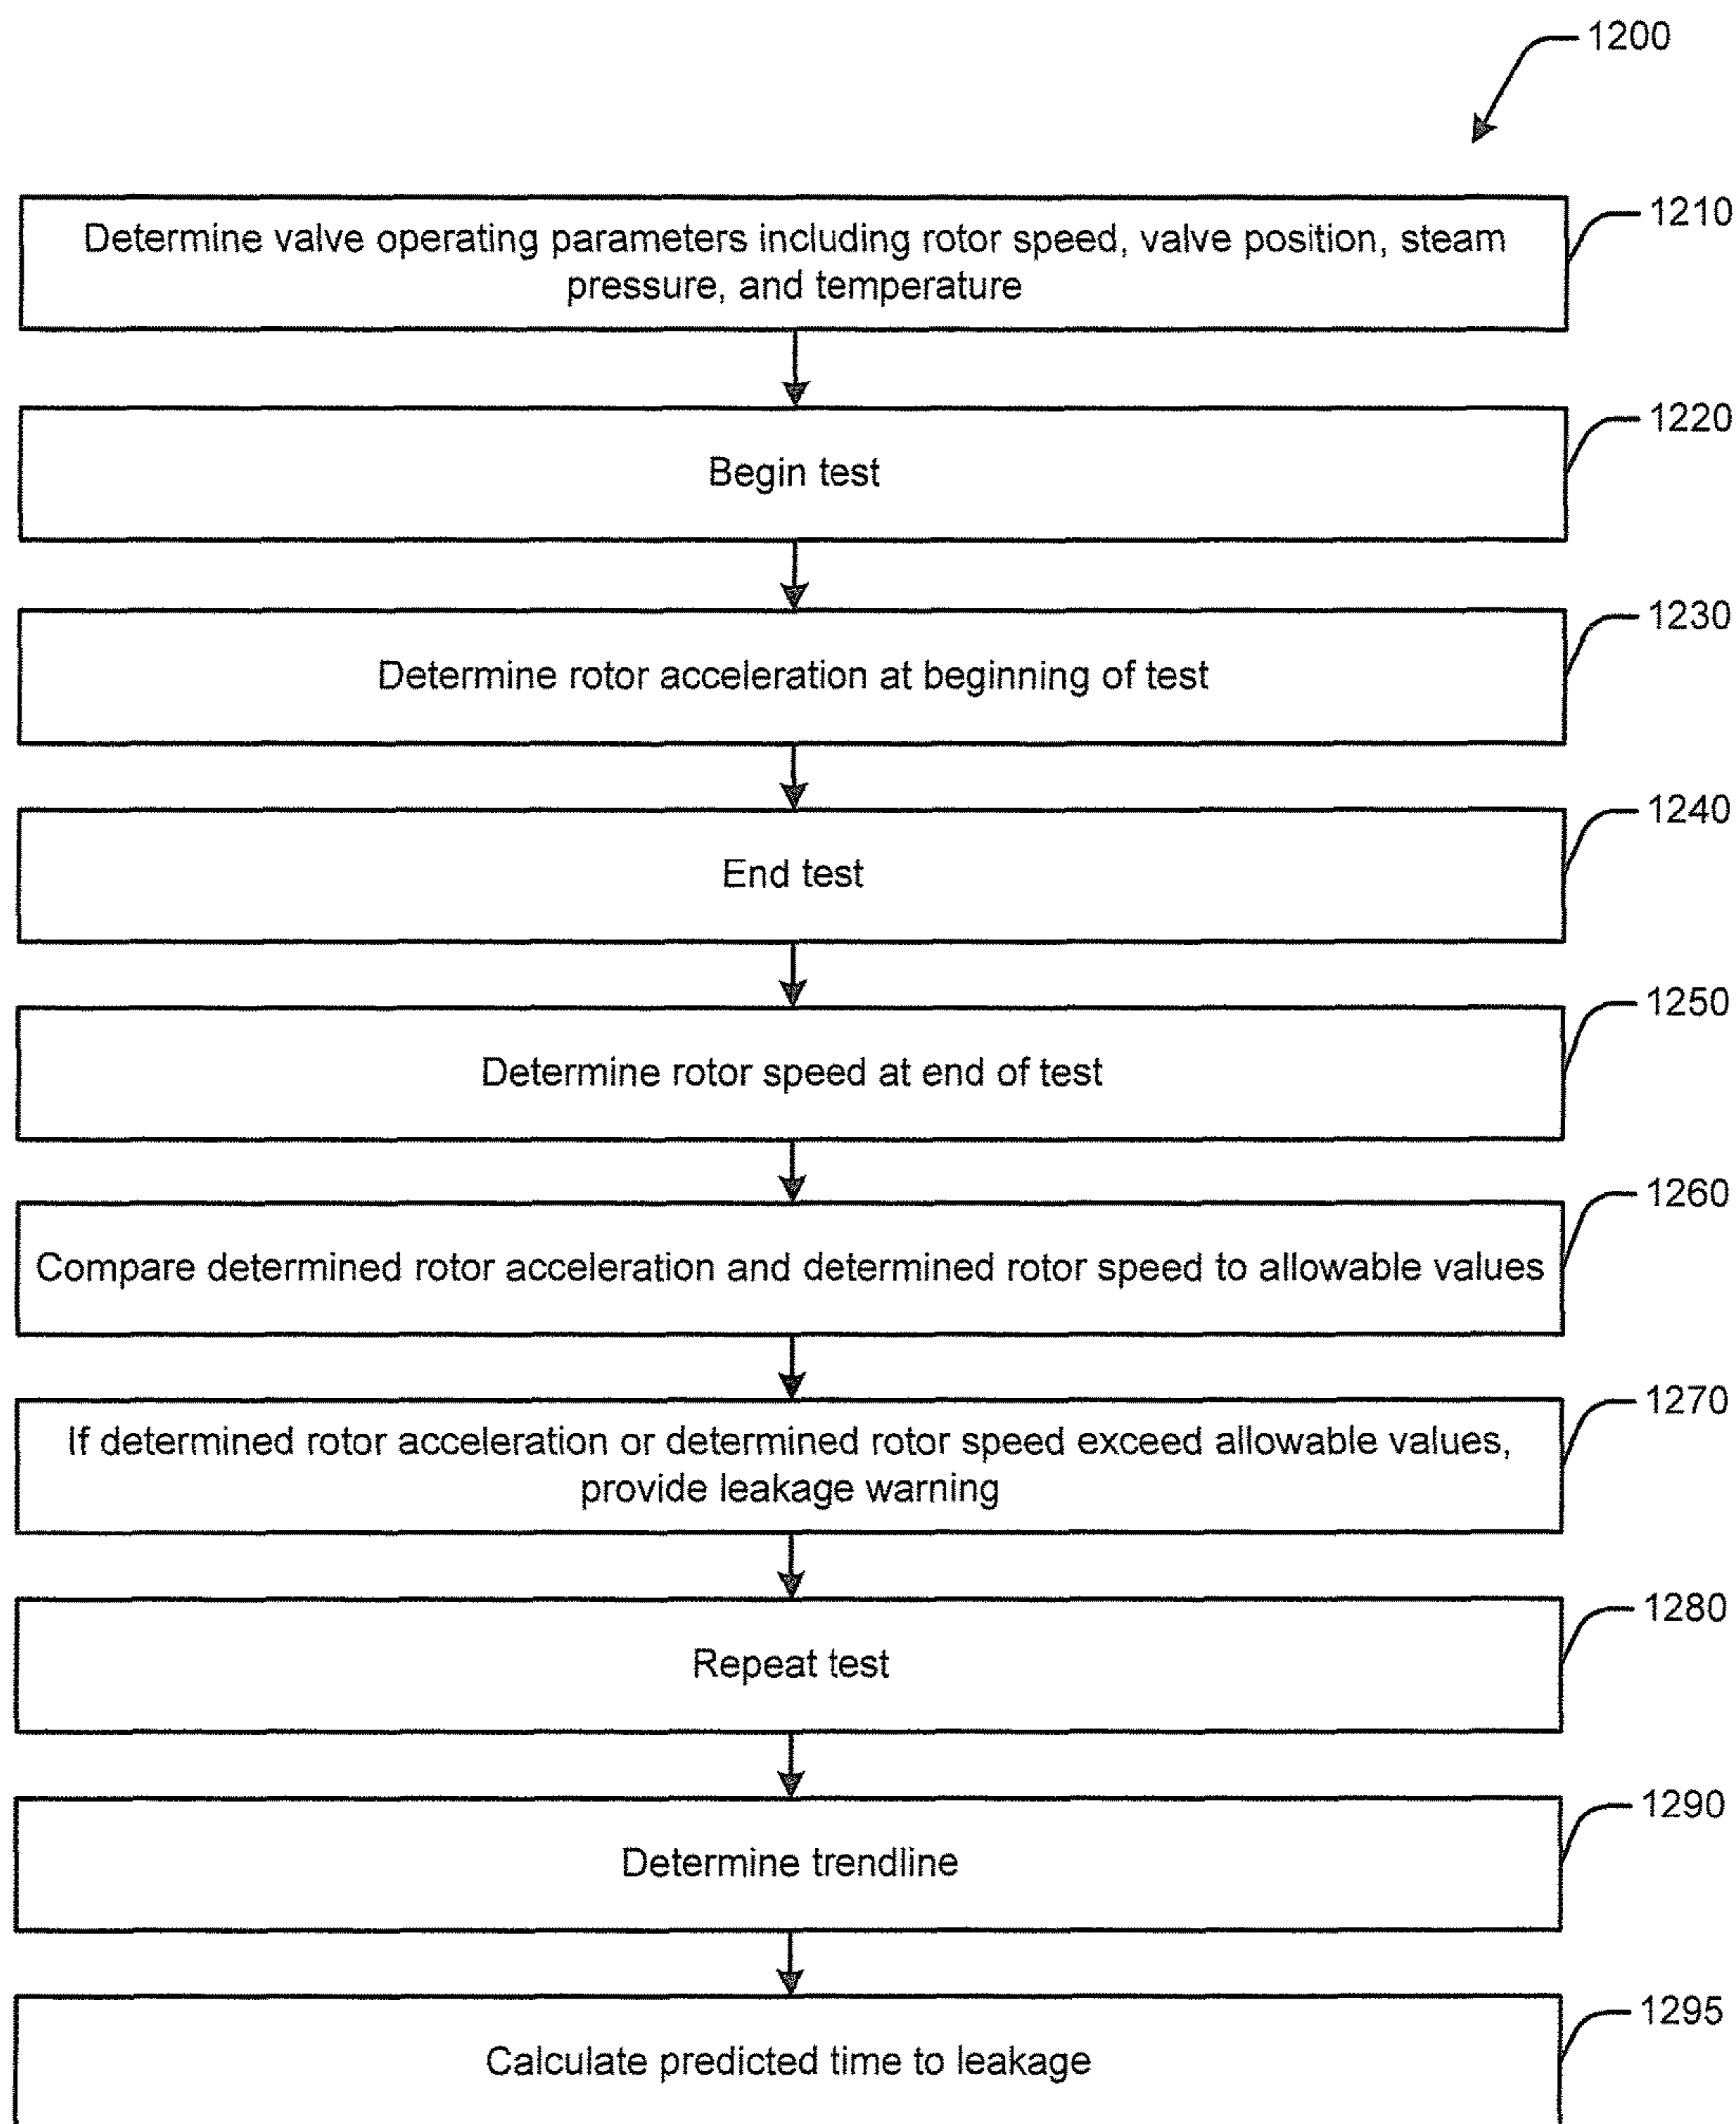 1200
Determine valve operating parameters including rotor speed, valve position, steam
pressure, and temperature
1210
Begin test
1220
Determine rotor acceleration at beginning of test
1230
End test
1240
Determine rotor speed at end of test
1250
Compare determined rotor acceleration and determined rotor speed to allowable values
1260
If determined rotor acceleration or determined rotor speed exceed allowable values,
provide leakage warning
1270
Repeat test
1280
Determine trendline
1290
Calculate predicted time to leakage
1295